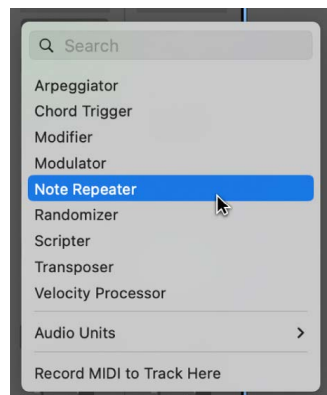 Search
Arpeggiator
Chord Trigger
Modifier
Modulator
Note Repeater
Randomizer
Scripter
Transposer
Velocity Processor
Audio Units
Record MIDI to Track Here